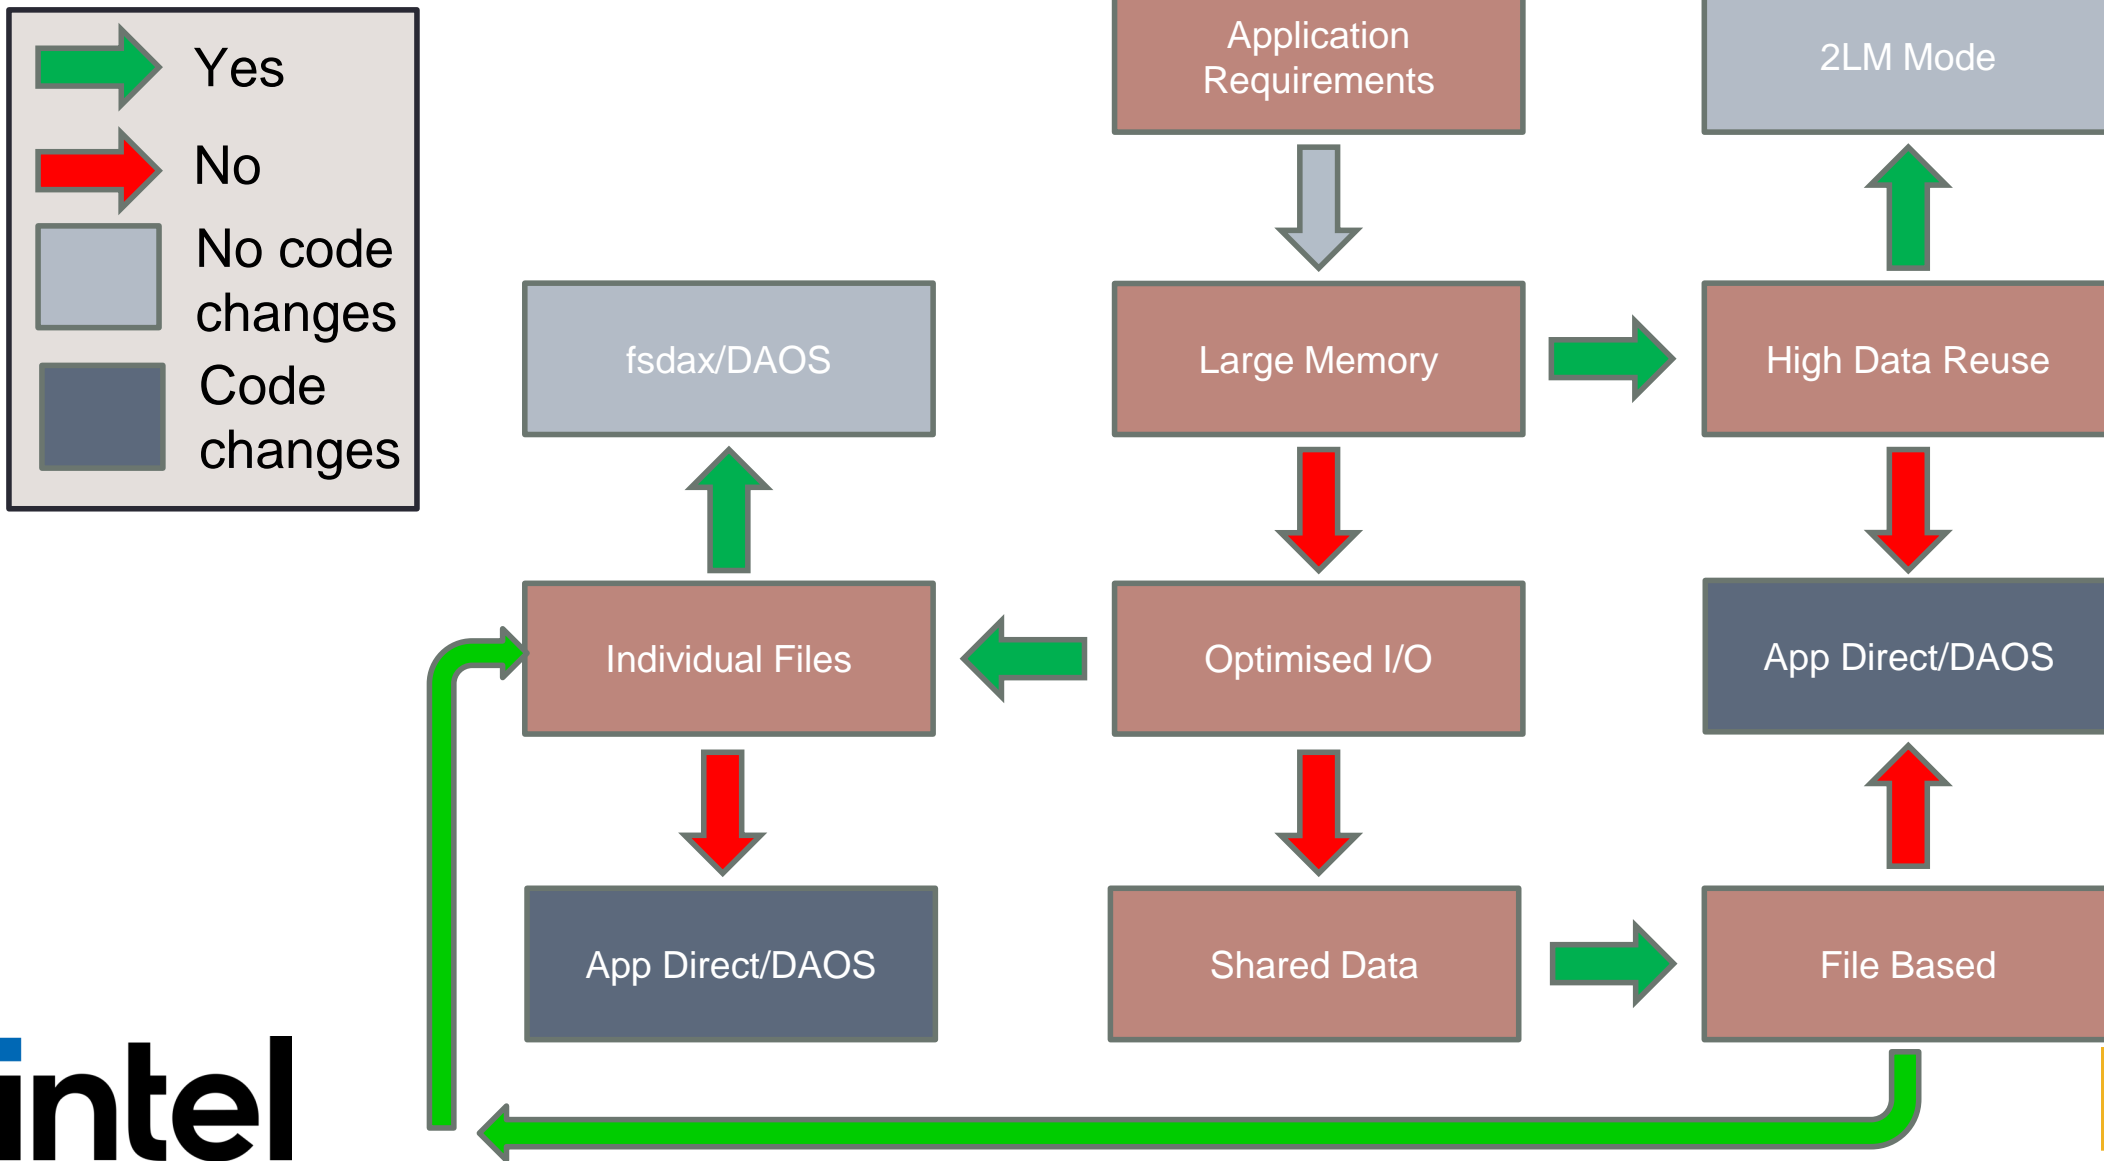 Yes
No
No code
changes
Code
changes
Application
Requirements
2LM Mode
fsdax/DAOS
Large Memory
High Data Reuse
Individual Files
Optimised I/O
App Direct/DAOS
App Direct/DAOS
Shared Data
File Based
intel